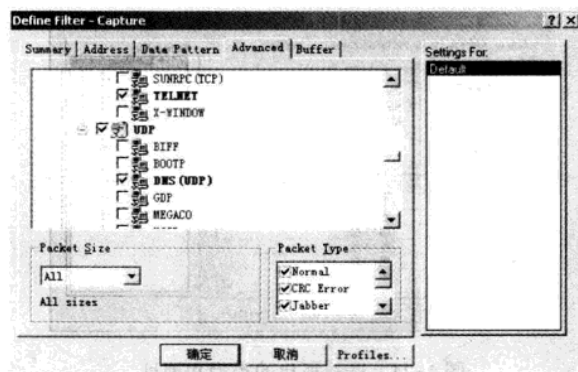 Define Filter - Capture
Summary Address Data Pattern Advanced Buffer
Settings For:
Default
SUNRPC(TCP)
TELNET
X-WINDOW
UDP
BIFF
BOOTP
DNS(UDP)
GDP
MEGACO
Packet Size
All
All sizes
Packet Type
Normal
CRC Error
Jabber
确定 取消 Profiles...